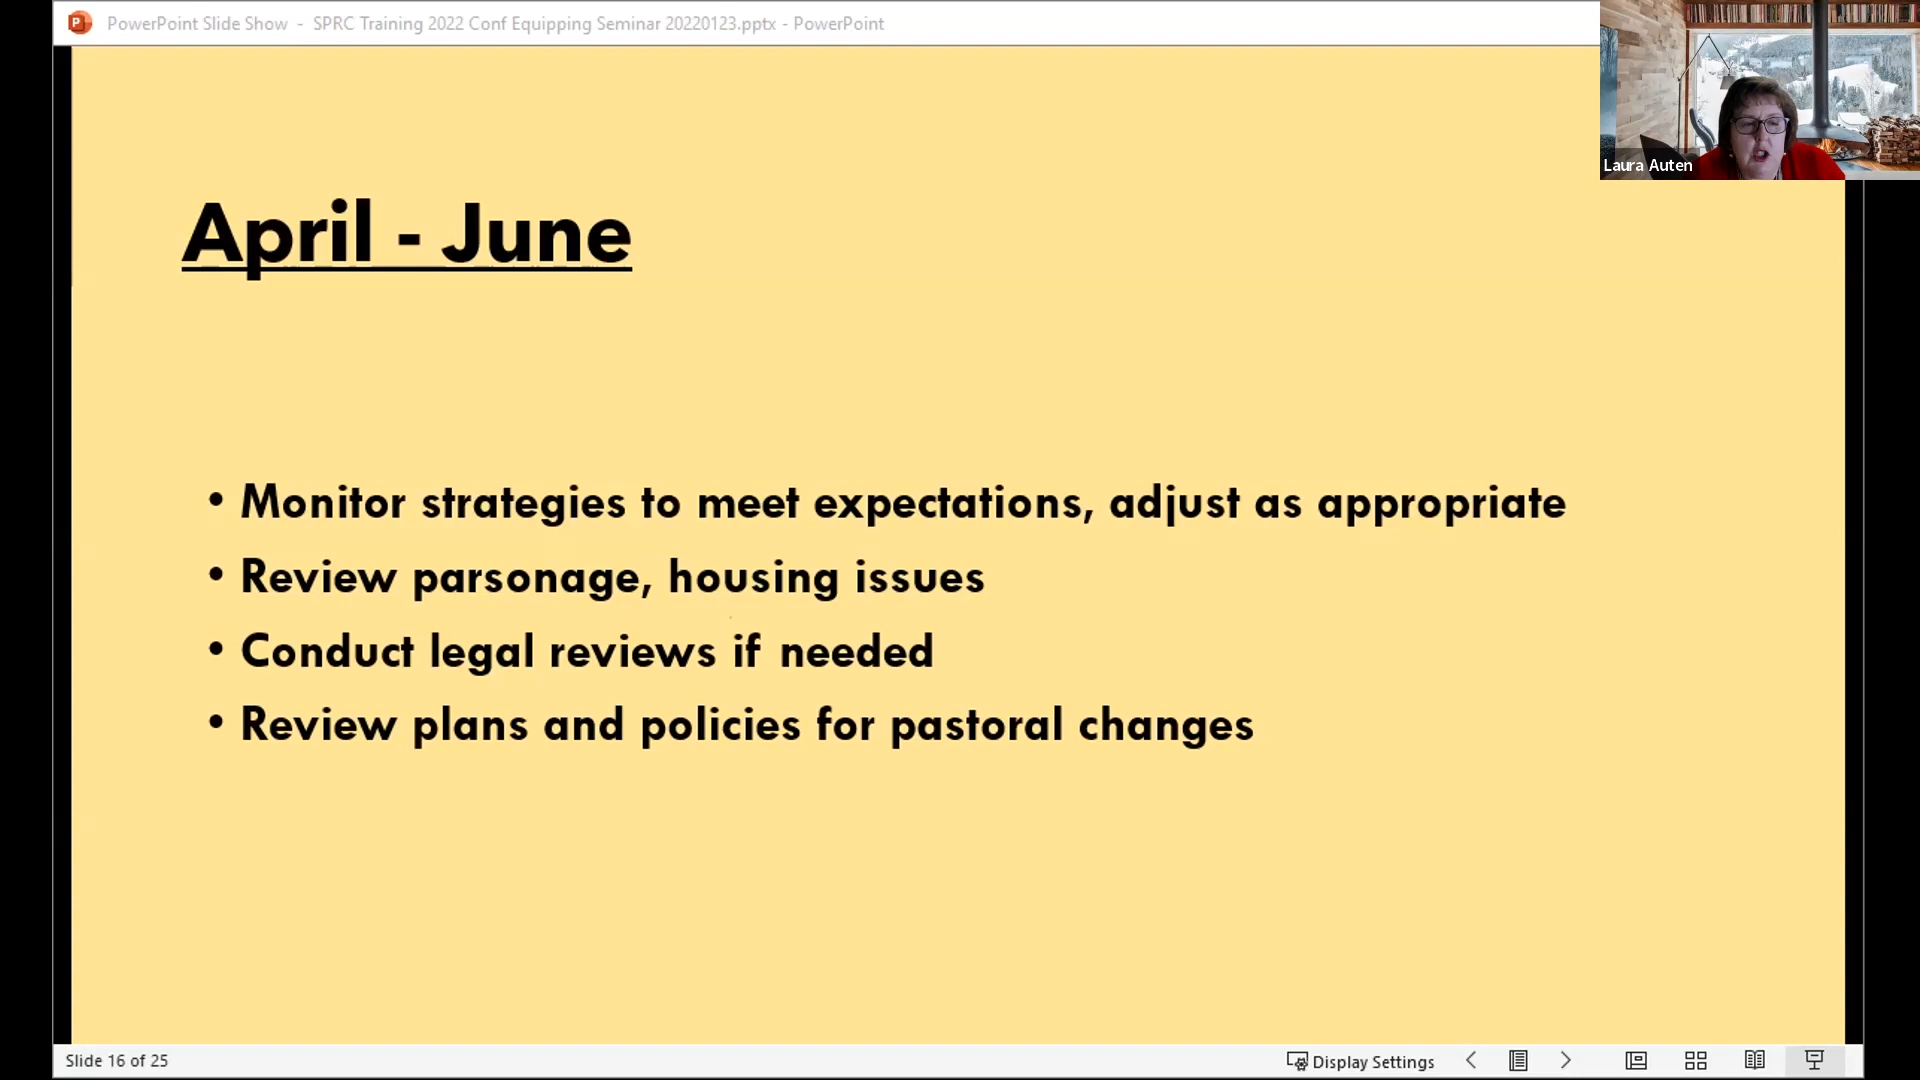 PowerPoint Slide Show - SPRC Training 2022 Conf Equipping Seminar 20220123.pptx - PowerPoint
Laura Auten
April - June
• Monitor strategies to meet expectations, adjust as appropriate
• Review parsonage, housing issues
• Conduct legal reviews if needed
• Review plans and policies for pastoral changes
Slide 16 of 25
Display Settings